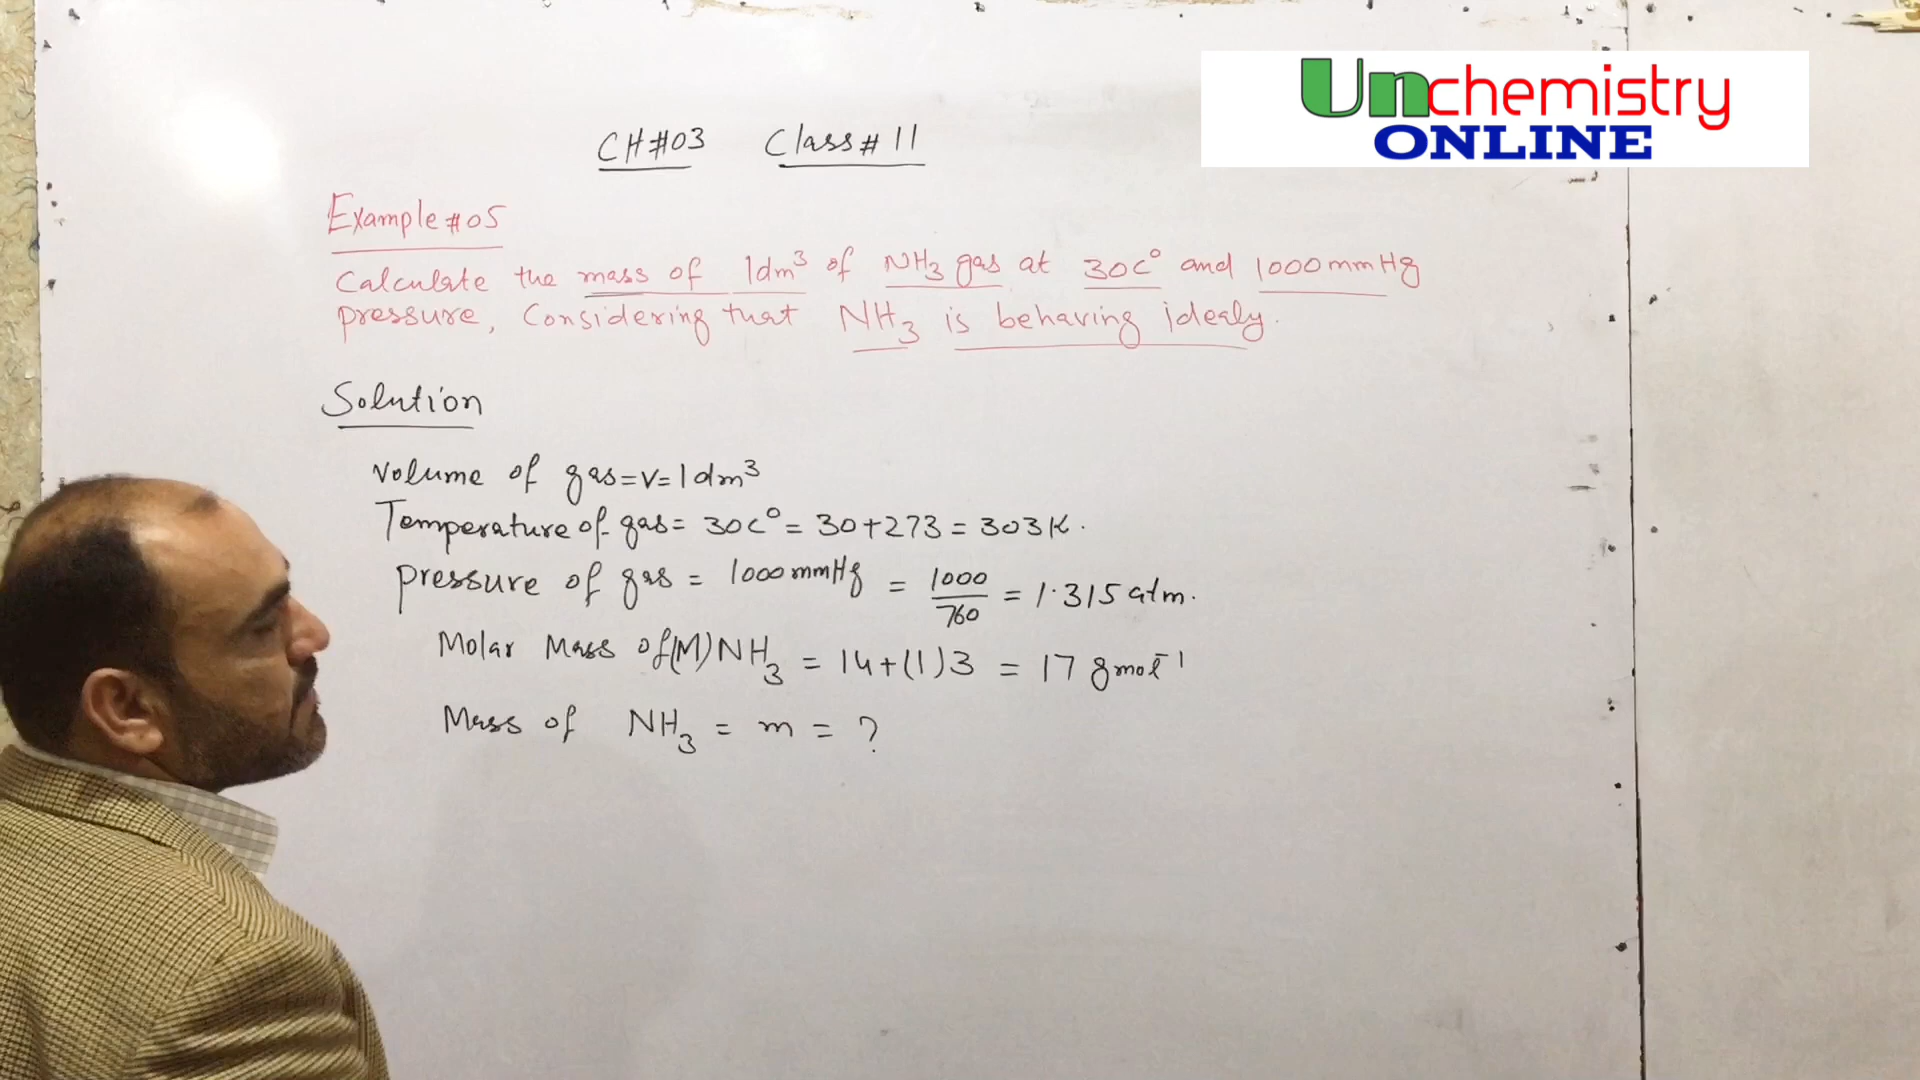 Unchemistry
ONLINE
CH#03 Class# 11
Example#05
Calculate the mass of 1dm³ of NH₃ gas at 30C° and 1000mmHg
pressure, Considering that NH₃ is behaving idealy.
Solution
Volume of gas=V=1dm³
Temperature of gas= 30C° = 30+273 = 303K.
pressure of gas = 1000mmHg = 1000/760 = 1.315 atm.
Molar Mass of(M)NH₃ = 14+(1)3 = 17 gmol⁻¹
Mass of NH₃ = m = ?